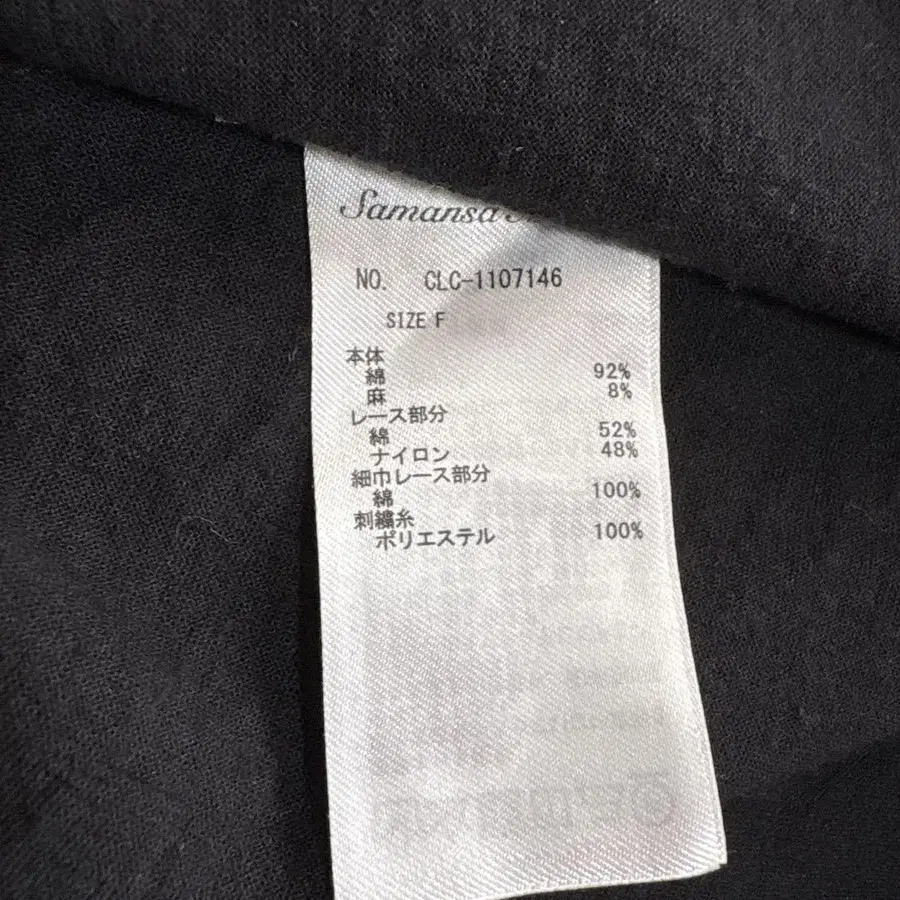 Samansa
NO. CLC-1107146
SIZE F
本体
綿 92%
麻 8%
レース部分
綿 52%
ナイロン 48%
細巾レース部分
綿 100%
刺繍糸
ポリエステル 100%